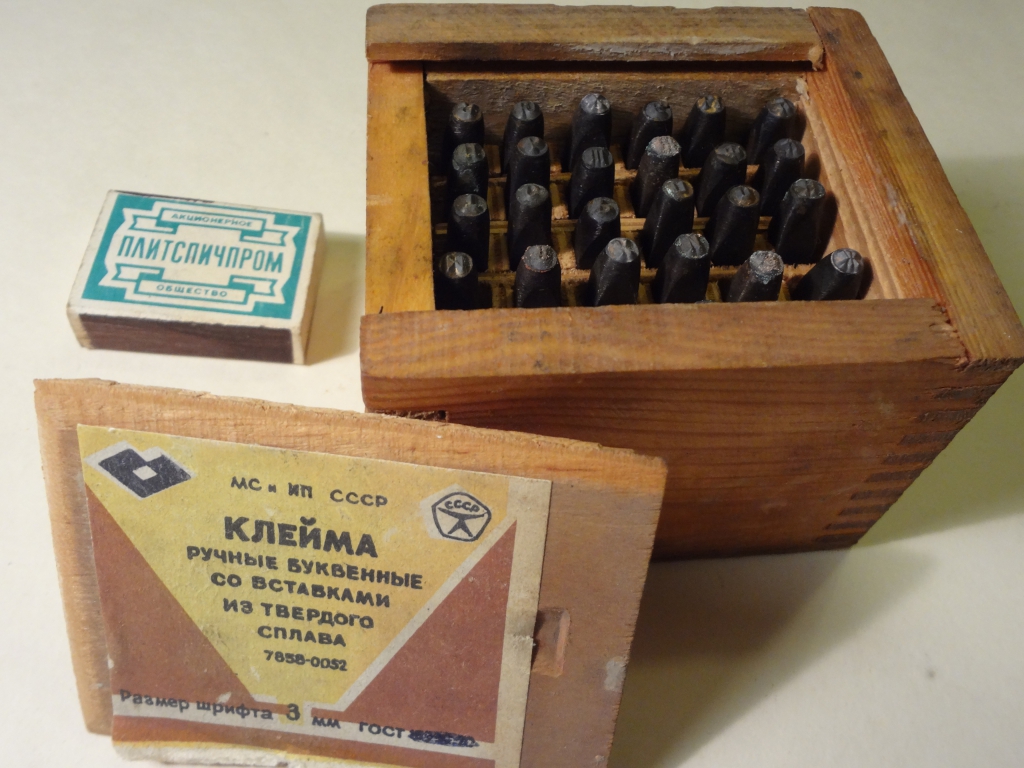 АКЦИОНЕРНОЕ
ПЛИТСПИЧПРОМ
ОБЩЕСТВО
МС и ИП СССР
СССР
КЛЕЙМА
РУЧНЫЕ БУКВЕННЫЕ
СО ВСТАВКАМИ
ИЗ ТВЕРДОГО
СПЛАВА
7858-0052
Размер шрифта 3 мм ГОСТ